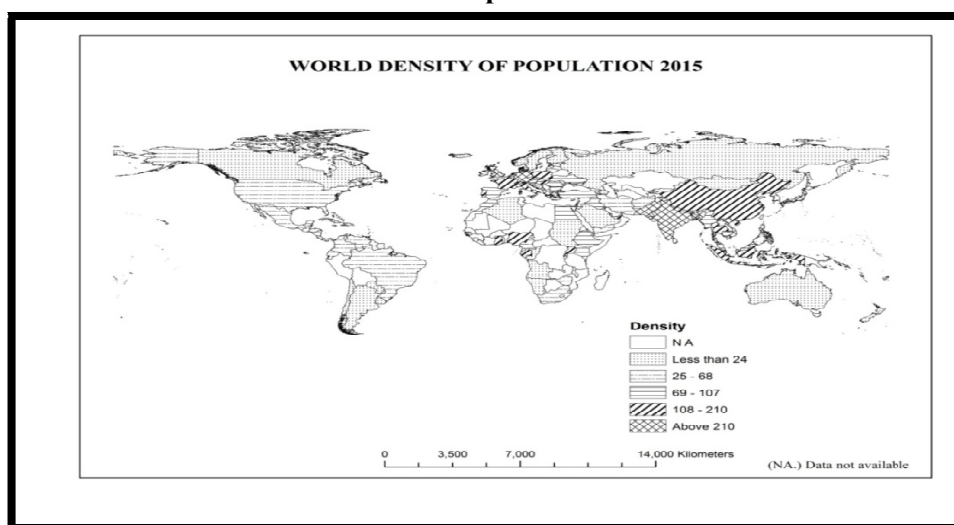 WORLD DENSITY OF POPULATION 2015
Density
N A
Less than 24
25 - 68
69 - 107
108 - 210
Above 210
0 3,500 7,000 14,000 Kilometers
(NA.) Data not available